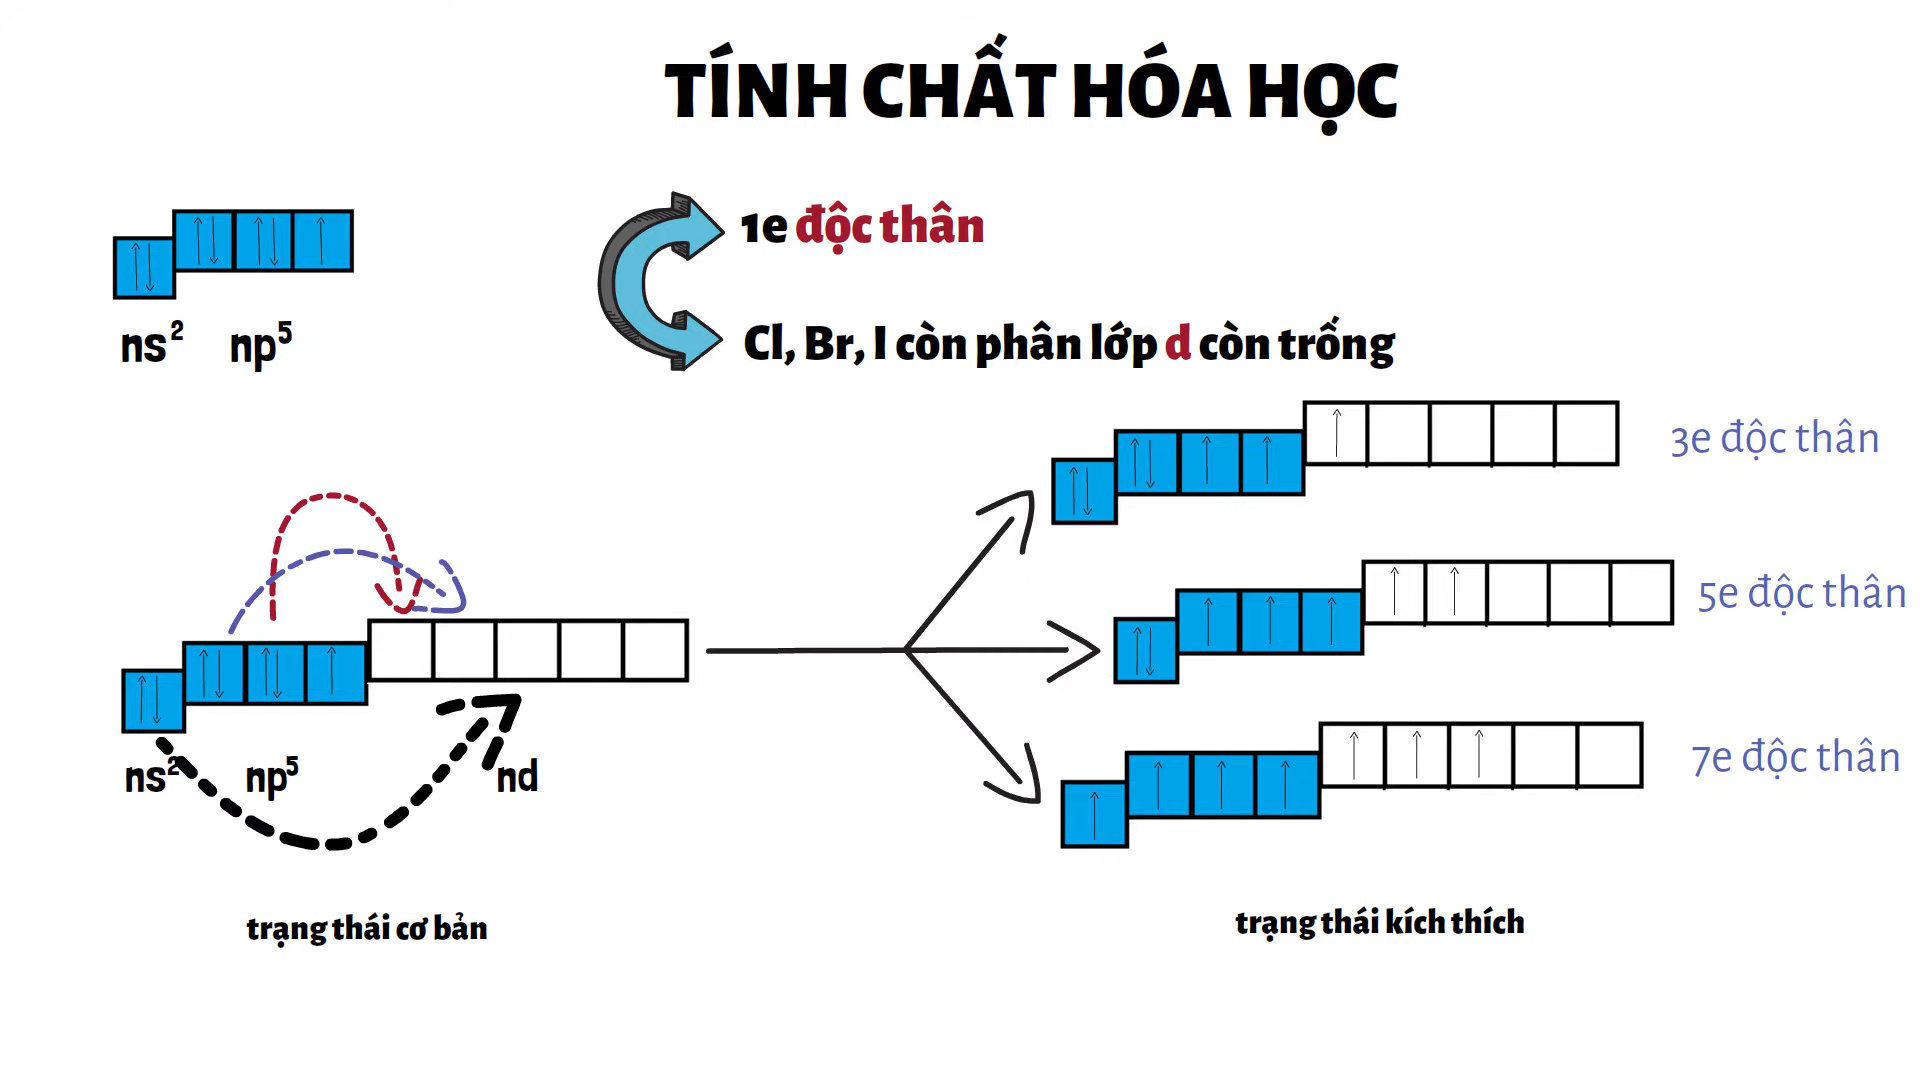 TÍNH CHẤT HÓA HỌC
1e độc thân
ns² np⁵
Cl, Br, I còn phân lớp d còn trống
3e độc thân
5e độc thân
7e độc thân
ns² np⁵ nd
trạng thái cơ bản
trạng thái kích thích